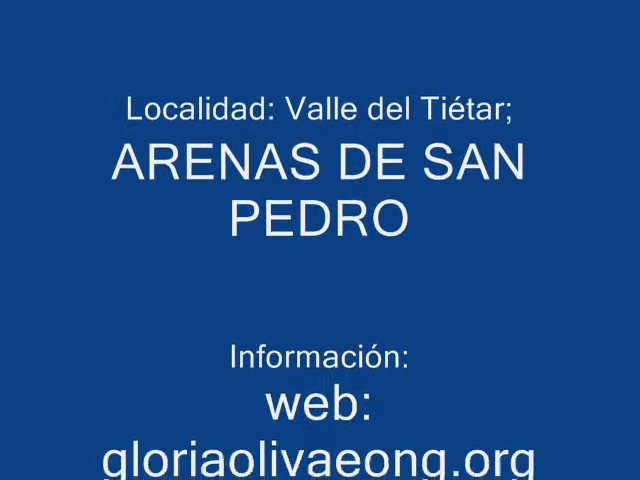 Localidad: Valle del Tiétar;
ARENAS DE SAN
PEDRO
Información:
web:
gloriaolivaeong.org